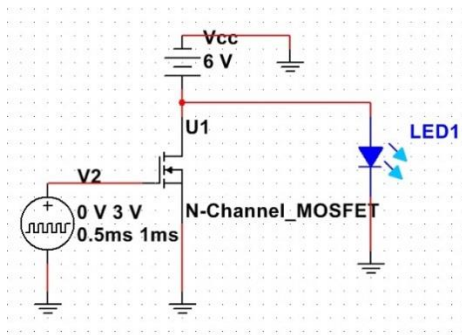 Vcc
6 V
U1
LED1
V2
0 V 3 V
N-Channel_MOSFET
0.5ms 1ms